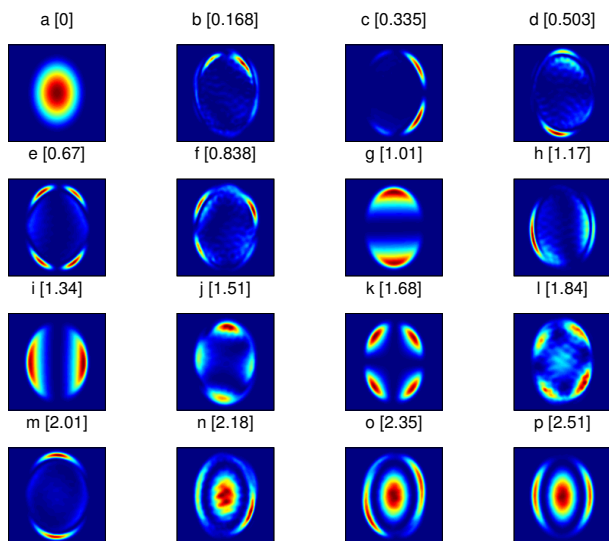 a [0] b [0.168] c [0.335] d [0.503]
e [0.67] f [0.838] g [1.01] h [1.17]
i [1.34] j [1.51] k [1.68] l [1.84]
m [2.01] n [2.18] o [2.35] p [2.51]